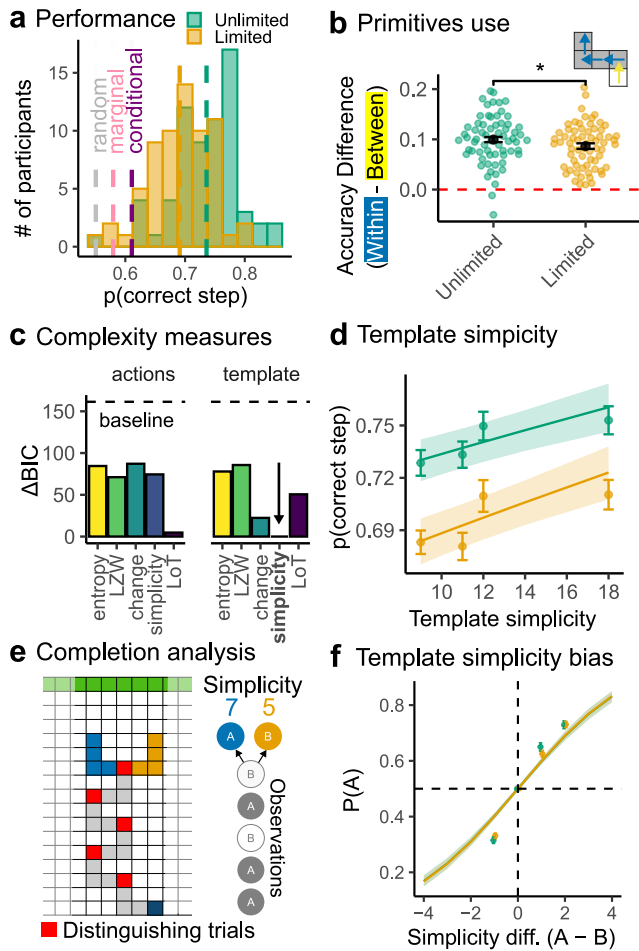 a Performance
Unlimited
Limited
random
marginal
conditional
# of participants
15
10
5
0
0.6 0.7 0.8
p(correct step)
b Primitives use
*
Accuracy Difference
(Within - Between)
0.1
0.1
0.0
Unlimited
Limited
c Complexity measures
actions template
baseline
ΔBIC
150
100
50
0
entropy
LZW
change
simplicity
LoT
entropy
LZW
change
simplicity
LoT
d Template simpicity
p(correct step)
0.75
0.72
0.69
10 12 14 16 18
Template simplicity
e Completion analysis
Simplicity
7 5
A B
B
A
B
A
A
Observations
Distinguishing trials
f Template simplicity bias
P(A)
0.8
0.6
0.4
0.2
−4 −2 0 2 4
Simplicity diff. (A − B)